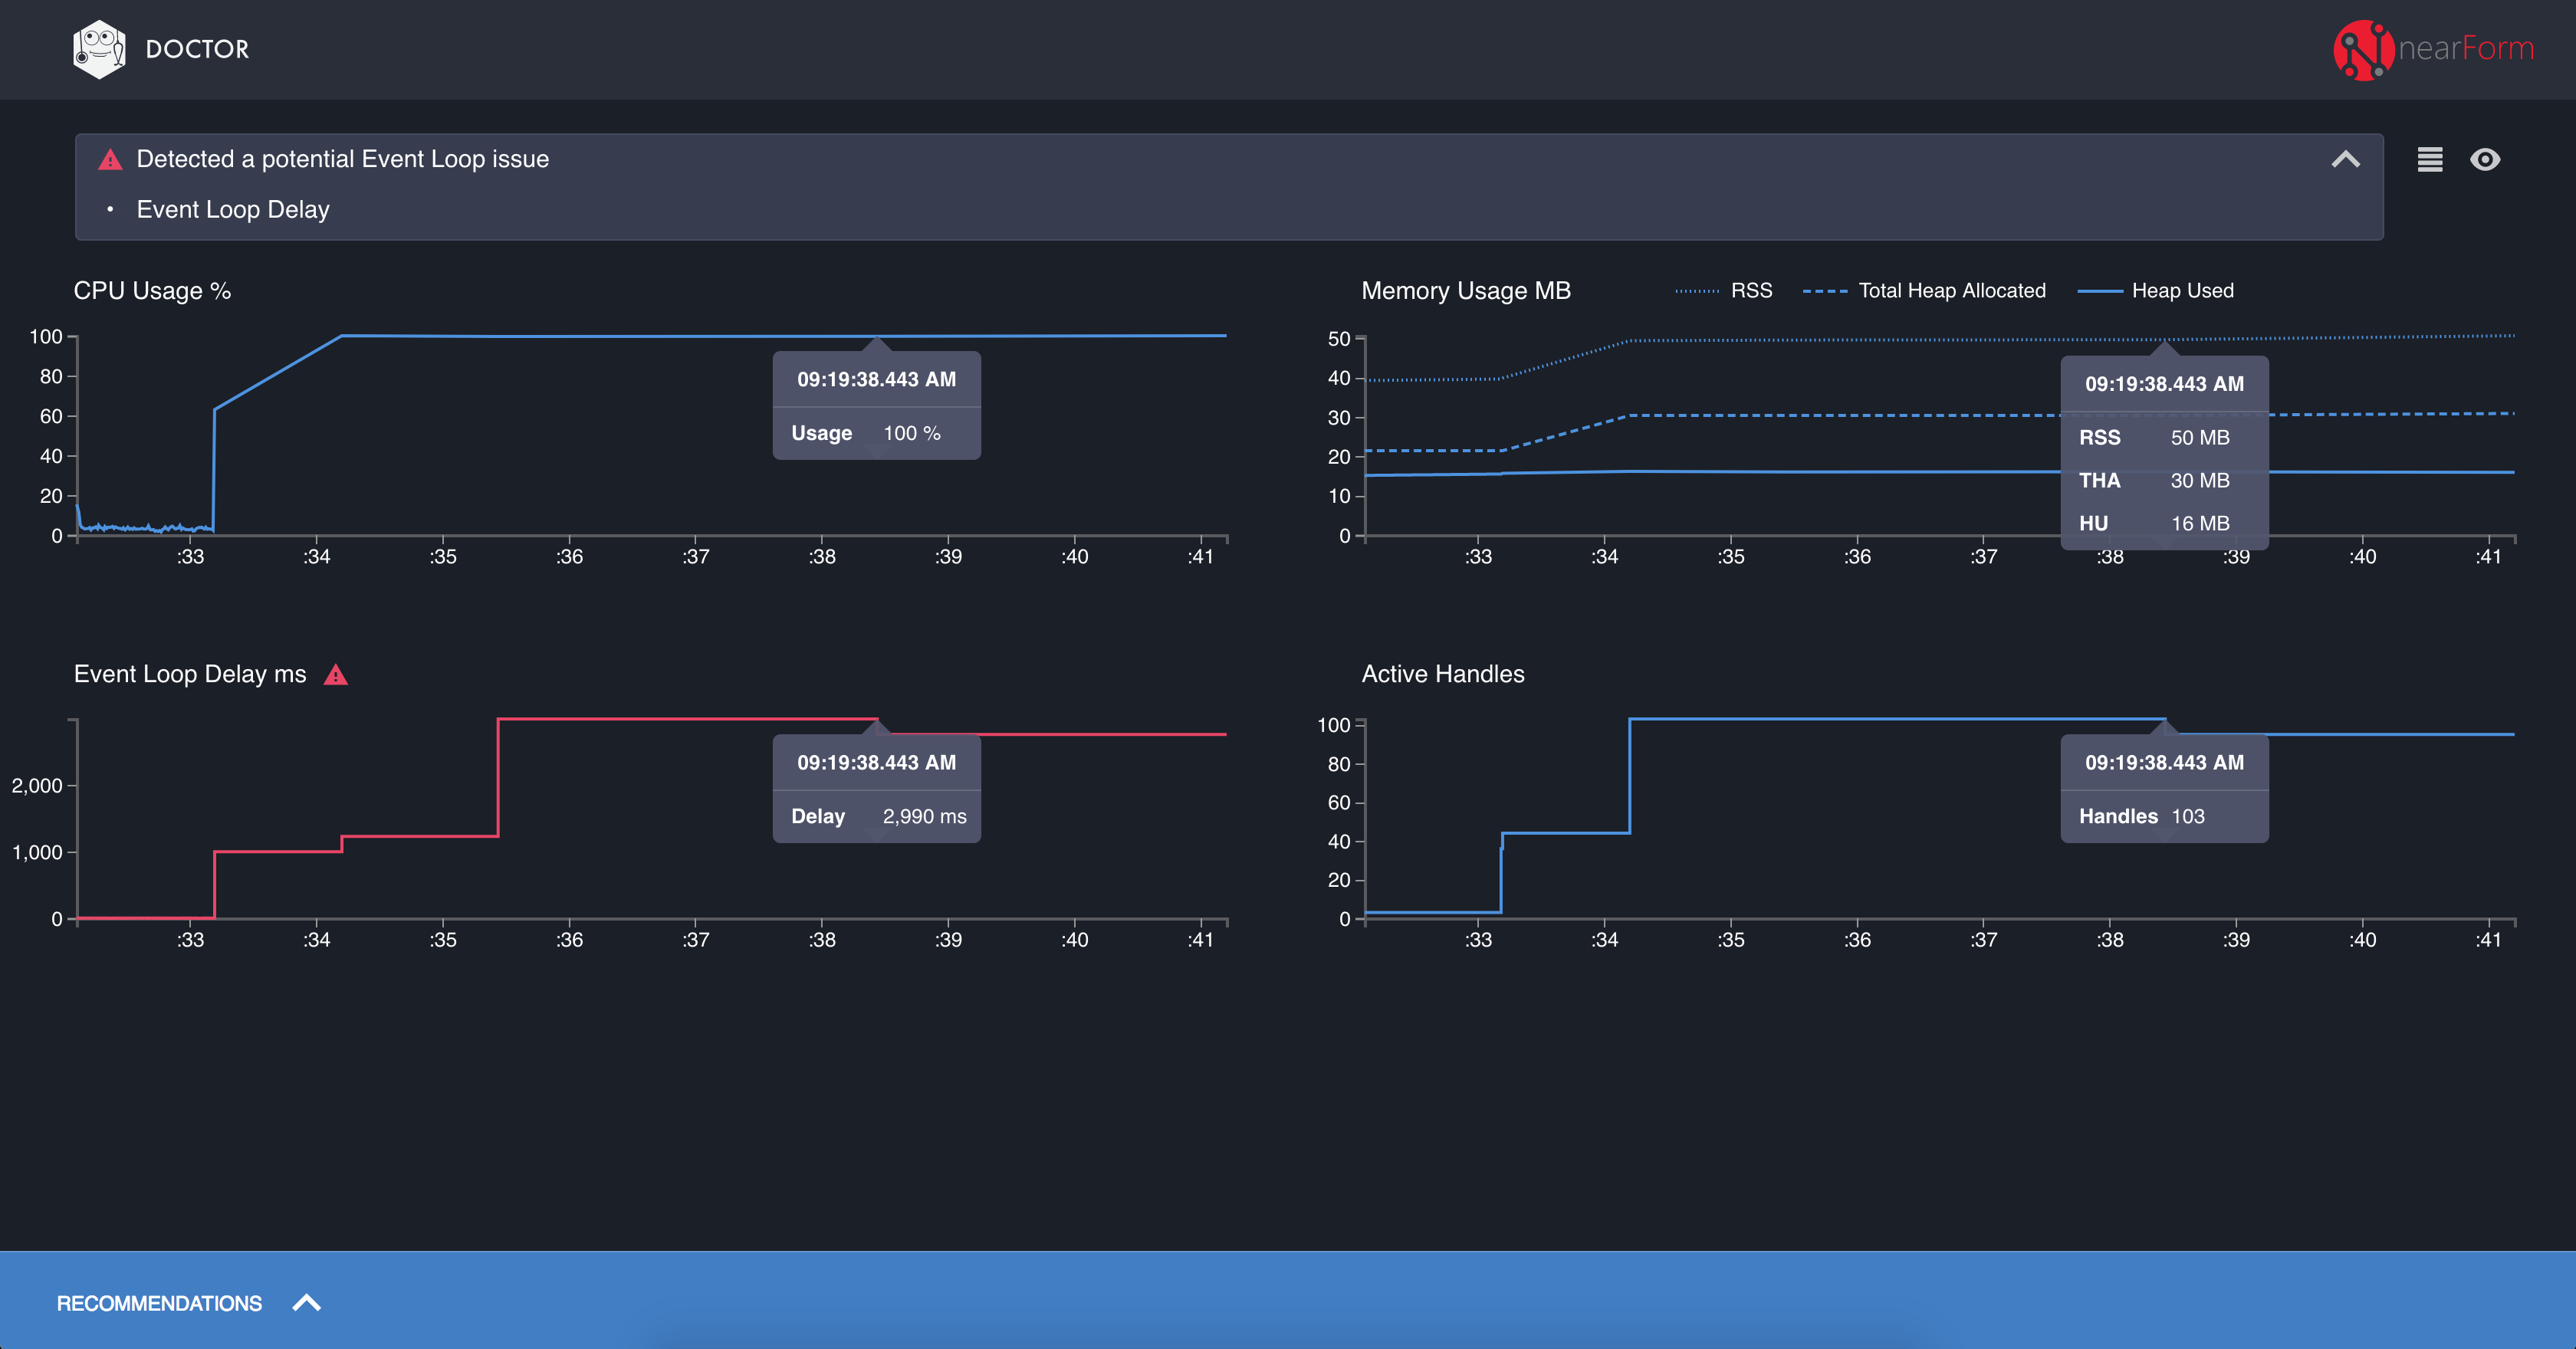 DOCTOR
nearForm
Detected a potential Event Loop issue
• Event Loop Delay
CPU Usage %
100
80
60
40
20
0
:33 :34 :35 :36 :37 :38 :39 :40 :41
09:19:38.443 AM
Usage 100 %
Memory Usage MB
RSS Total Heap Allocated Heap Used
50
40
30
20
10
0
:33 :34 :35 :36 :37 :38 :39 :40 :41
09:19:38.443 AM
RSS 50 MB
THA 30 MB
HU 16 MB
Event Loop Delay ms
2,000
1,000
0
:33 :34 :35 :36 :37 :38 :39 :40 :41
09:19:38.443 AM
Delay 2,990 ms
Active Handles
100
80
60
40
20
0
:33 :34 :35 :36 :37 :38 :39 :40 :41
09:19:38.443 AM
Handles 103
RECOMMENDATIONS